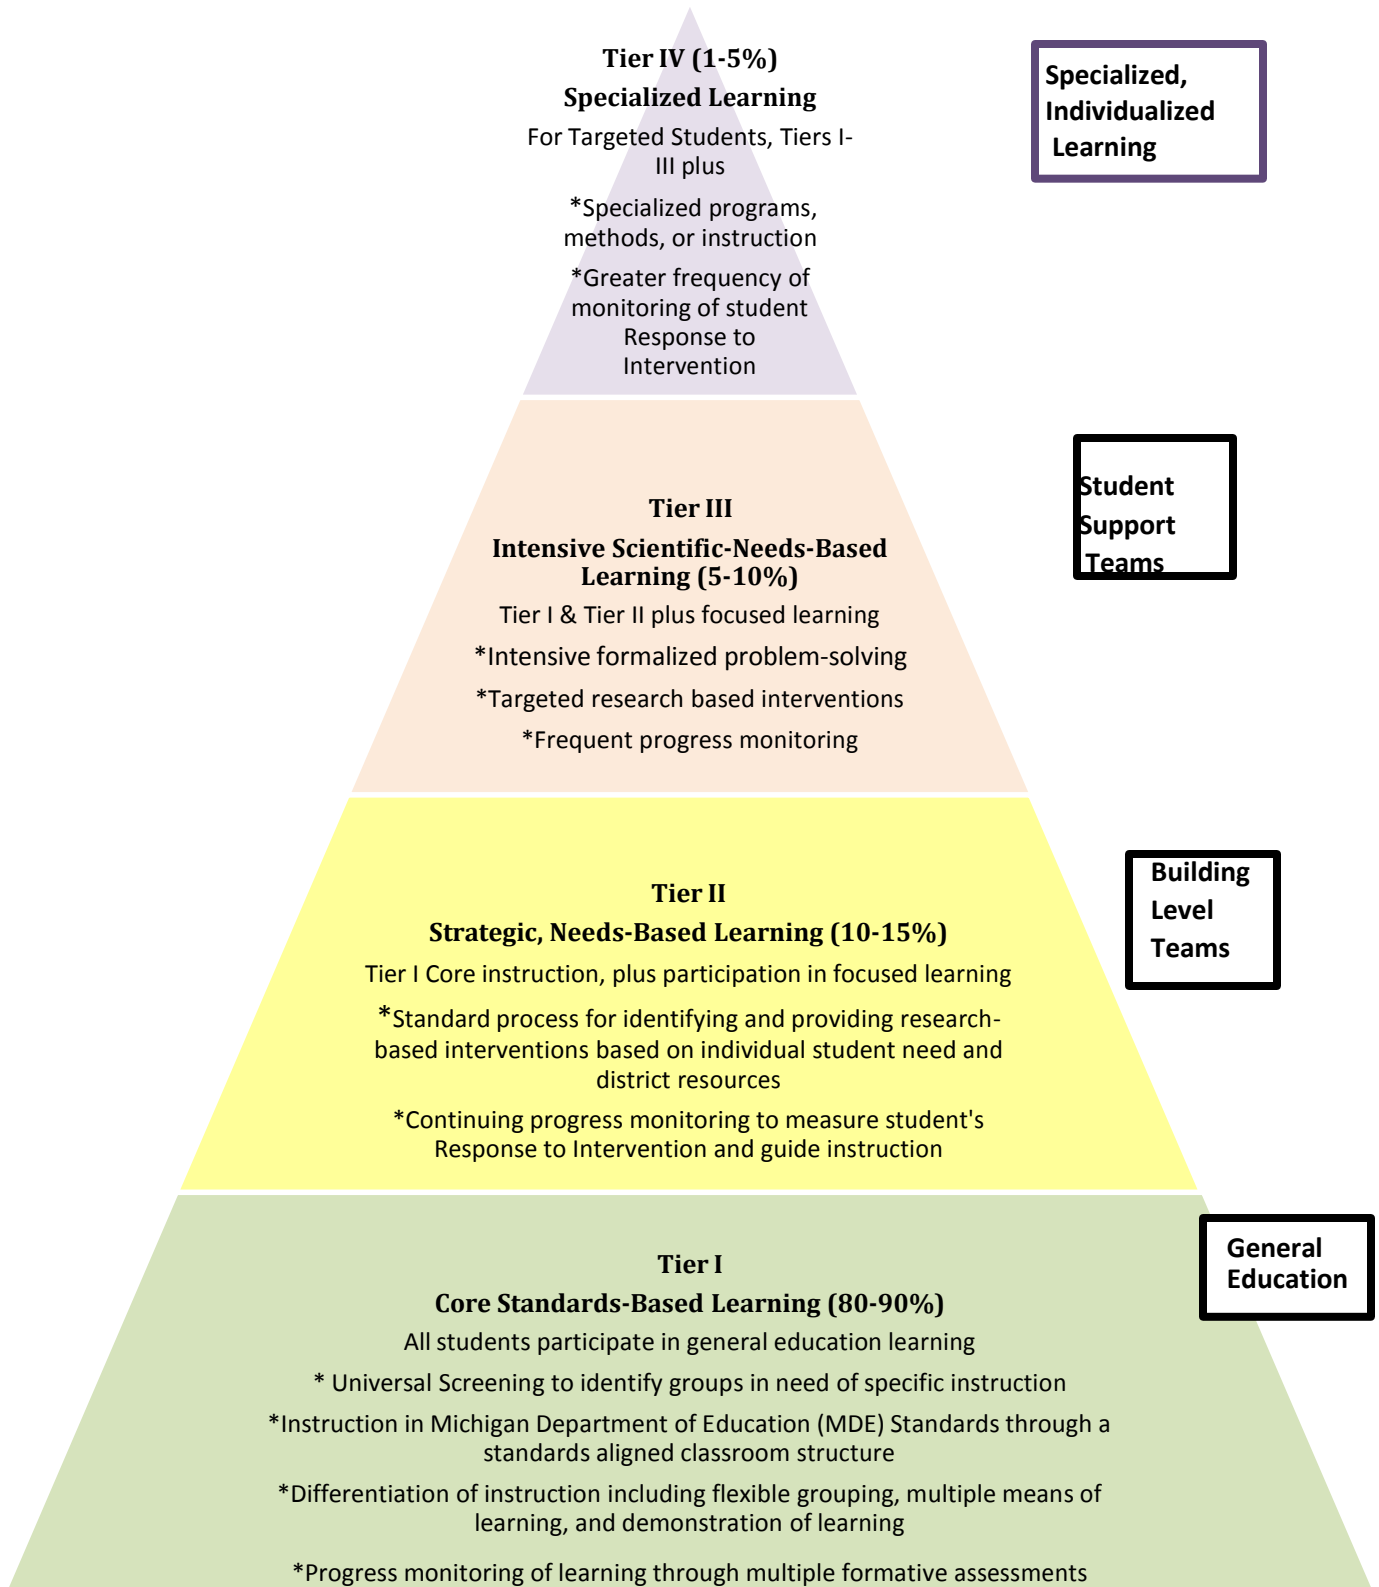 Tier IV (1-5%)
Specialized Learning
For Targeted Students, Tiers I-
III plus
*Specialized programs,
methods, or instruction
*Greater frequency of
monitoring of student
Response to
Intervention
Specialized,
Individualized
Learning
Tier III
Intensive Scientific-Needs-Based
Learning (5-10%)
Tier I & Tier II plus focused learning
*Intensive formalized problem-solving
*Targeted research based interventions
*Frequent progress monitoring
Student
Support
Teams
Tier II
Strategic, Needs-Based Learning (10-15%)
Tier I Core instruction, plus participation in focused learning
*Standard process for identifying and providing research-
based interventions based on individual student need and
district resources
*Continuing progress monitoring to measure student's
Response to Intervention and guide instruction
Building
Level
Teams
Tier I
Core Standards-Based Learning (80-90%)
All students participate in general education learning
* Universal Screening to identify groups in need of specific instruction
*Instruction in Michigan Department of Education (MDE) Standards through a
standards aligned classroom structure
*Differentiation of instruction including flexible grouping, multiple means of
learning, and demonstration of learning
*Progress monitoring of learning through multiple formative assessments
General
Education